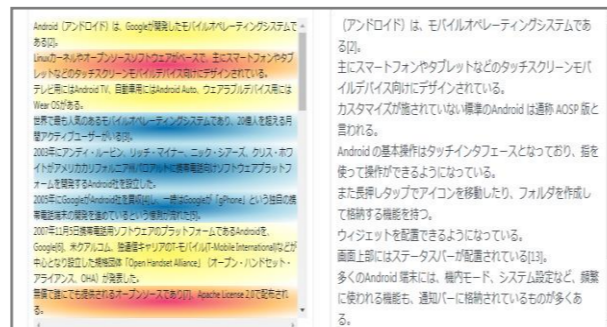 Android（アンドロイド）は、Googleが開発したモバイルオペレーティングシステムで
ある[2]。
Linuxカーネルやオープンソースソフトウェアがベースで、主にスマートフォンやタブ
レットなどのタッチスクリーンモバイルデバイス向けにデザインされている。
テレビ用にはAndroid TV、自動車用にはAndroid Auto、ウェアラブルデバイス用には
Wear OSがある。
世界で最も人気のあるモバイルオペレーティングシステムであり、20億人を超える月
間アクティブユーザーがいる[3]。
2003年にアンディ・ルービン、リッチ・マイナー、ニック・シアーズ、クリス・ホワ
イトがアメリカカリフォルニア州パロアルトに携帯電話向けソフトウェアプラットフ
ォームを開発するAndroid社を設立した。
2005年にGoogleがAndroid社を買収[4]、一時はGoogleが「gPhone」という独自の携
帯電話端末の開発を進めているという憶測が流れた[5]。
2007年11月5日携帯電話用ソフトウェアのプラットフォームであるAndroidを、
Google[6]、米クアルコム、独通信キャリアのT-モバイル(T-Mobile International)などが
中心となり設立した規格団体「Open Handset Alliance」（オープン・ハンドセット・
アライアンス、OHA）が発表した。
無償で誰にでも提供されるオープンソースであり[7]、Apache License 2.0で配布され
る。
（アンドロイド）は、モバイルオペレーティングシステムであ
る[2]。
主にスマートフォンやタブレットなどのタッチスクリーンモバ
イルデバイス向けにデザインされている。
カスタマイズが施されていない標準のAndroid は通称 AOSP 版と
言われる。
Android の基本操作はタッチインタフェースとなっており、指を
使って操作ができるようになっている。
また長押しタップでアイコンを移動したり、フォルダを作成し
て格納する機能を持つ。
ウィジェットを配置できるようになっている。
画面上部にはステータスバーが配置されている[13]。
多くのAndroid 端末には、機内モード、システム設定など、頻繁
に使われる機能も、通知バーに格納されているものが多くあ
る。